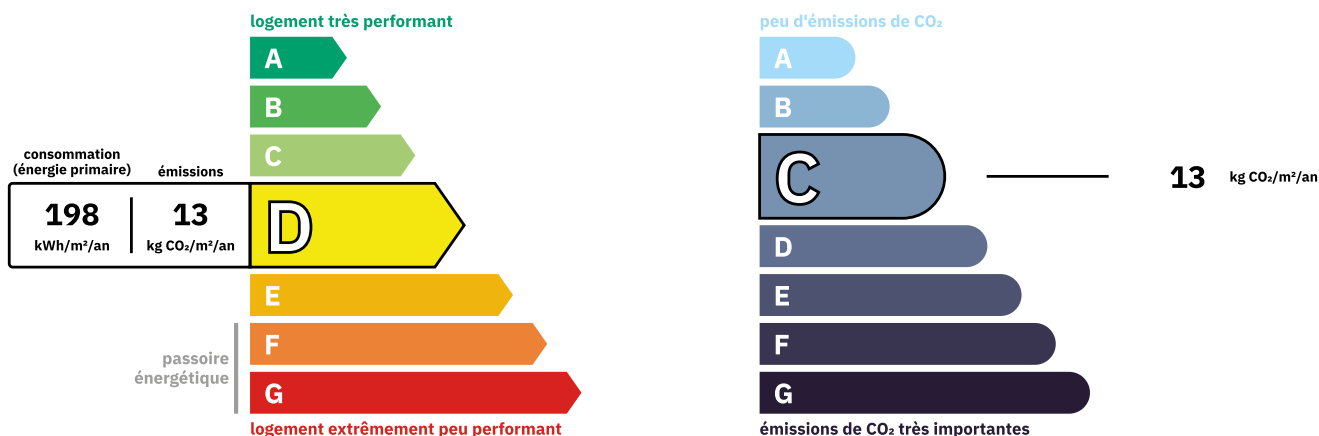 logement très performant
A
B
C
consommation
(énergie primaire)
émissions
198
kWh/m²/an
13
kg CO₂/m²/an
D
E
F
G
passoire
énergétique
logement extrêmement peu performant
peu d'émissions de CO₂
A
B
C
13
kg CO₂/m²/an
D
E
F
G
émissions de CO₂ très importantes